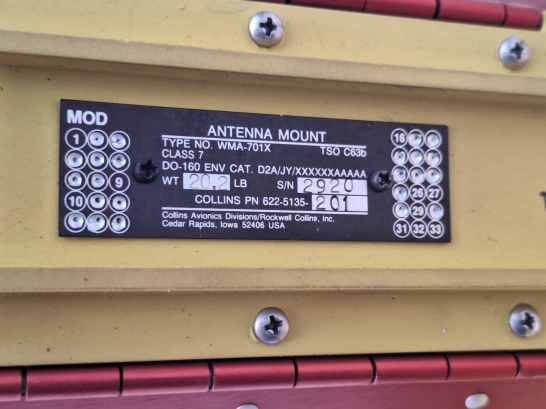 MOD
1
9
10
ANTENNA MOUNT
TYPE NO. WMA-701X TSO C63b
CLASS 7
DO-160 ENV CAT. D2A/JY/XXXXXXAAAAA
WT 20.2 LB S/N 2920
COLLINS PN 622-5135-201
Collins Avionics Divisions/Rockwell Collins, Inc.
Cedar Rapids, Iowa 52406 USA
16
26 27
29
31 32 33